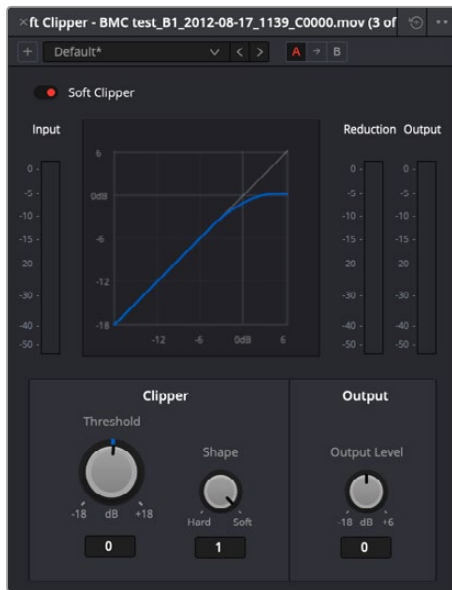 ft Clipper - BMC test_B1_2012-08-17_1139_C0000.mov (3 of
Default*
A
B
Soft Clipper
Input
Reduction Output
0 -
-5 -
-10 -
-15 -
20
-30 -
-40 -
-50 -
6
0dB
-6
-12
-18
-12 -6 0dB 6
0 -
-5 -
-10 -
-15 -
20
-30 -
-40 -
-50 -
0 -
-5 -
-10 -
-15 -
20
-30 -
-40 -
-50 -
Clipper
Threshold
-18 dB +18
0
Shape
Hard Soft
1
Output
Output Level
-18 dB +6
0